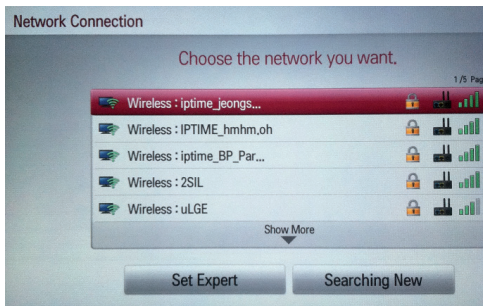 Network Connection
Choose the network you want.
1/5 Pag
Wireless : iptime_jeongs...
Wireless : IPTIME_hmhm,oh
Wireless : iptime_BP_Par...
Wireless : 2SIL
Wireless : uLGE
Show More
Set Expert
Searching New